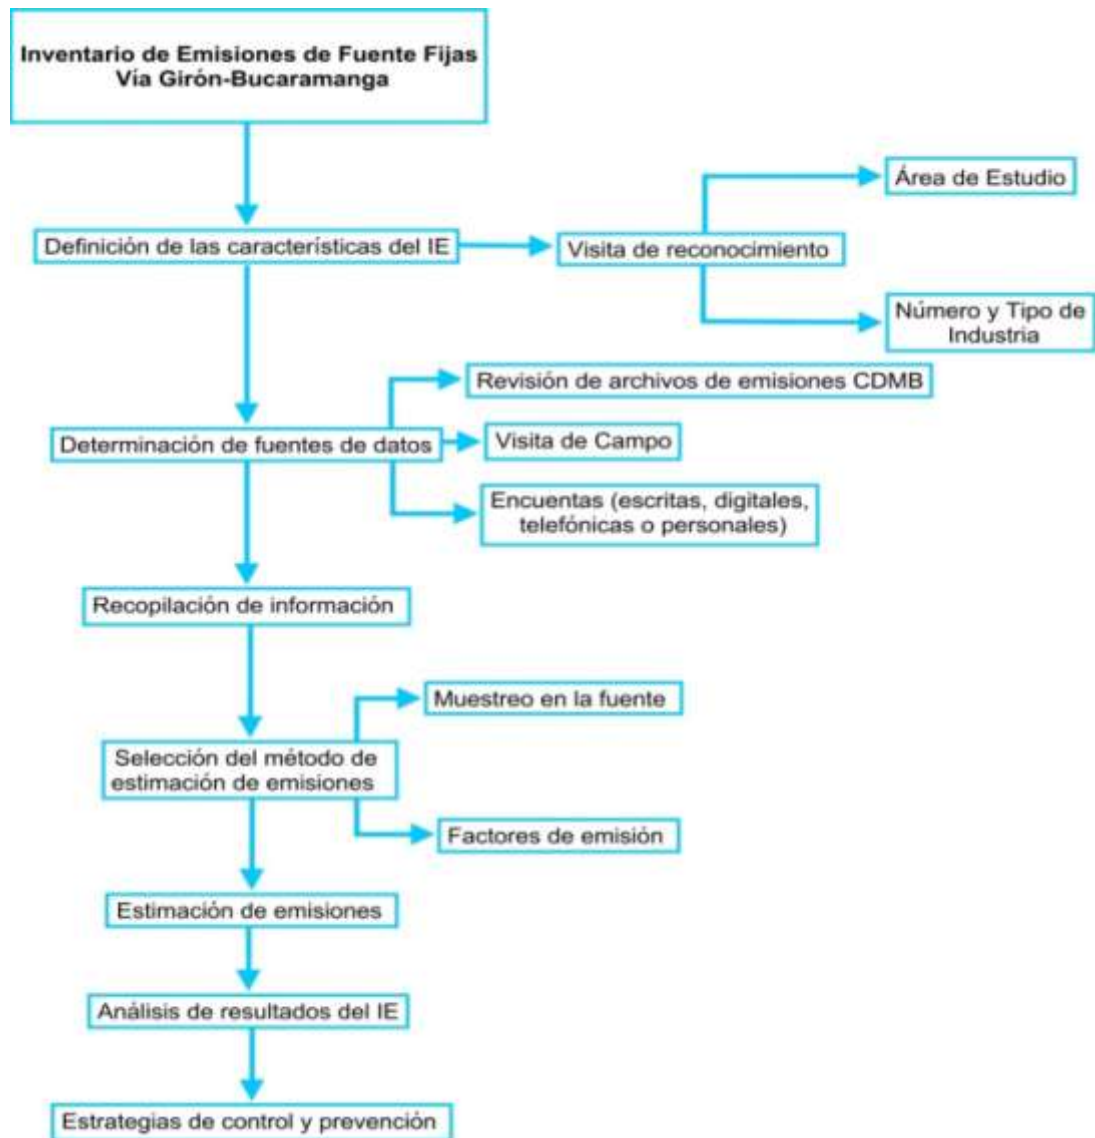 Inventario de Emisiones de Fuente Fijas
Vía Girón-Bucaramanga
Área de Estudio
Definición de las características del IE
Visita de reconocimiento
Número y Tipo de
Industria
Revisión de archivos de emisiones CDMB
Determinación de fuentes de datos
Visita de Campo
Encuentas (escritas, digitales,
telefónicas o personales)
Recopilación de información
Muestreo en la fuente
Selección del método de
estimación de emisiones
Factores de emisión
Estimación de emisiones
Análisis de resultados del IE
Estrategias de control y prevención